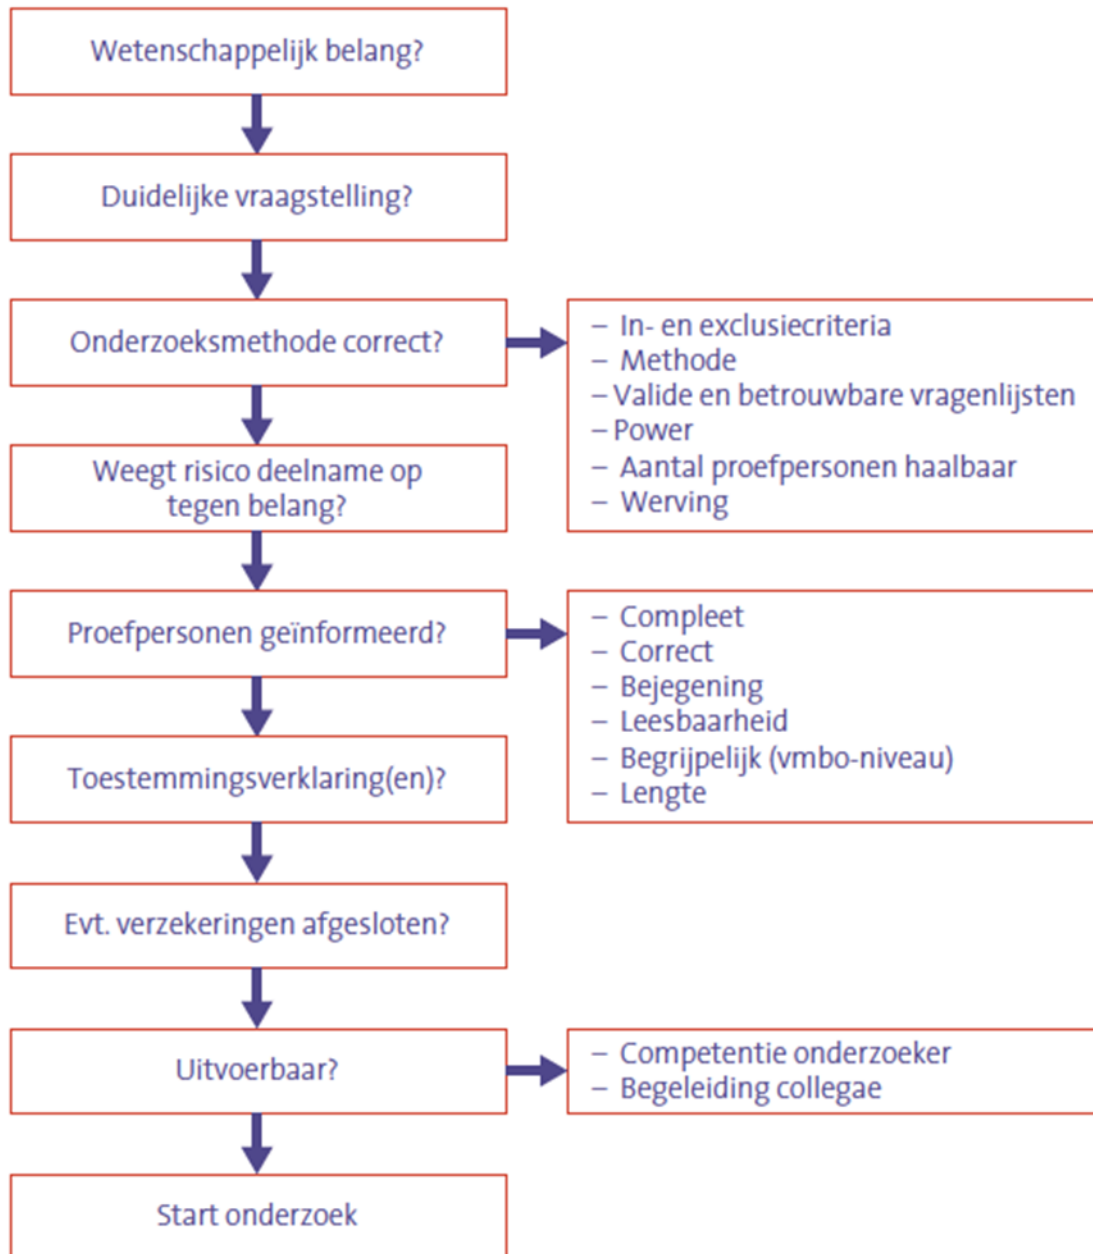 Wetenschappelijk belang?
Duidelijke vraagstelling?
Onderzoeksmethode correct?
– In- en exclusiecriteria
– Methode
– Valide en betrouwbare vragenlijsten
– Power
– Aantal proefpersonen haalbaar
– Werving
Weegt risico deelname op
tegen belang?
Proefpersonen geïnformeerd?
– Compleet
– Correct
– Bejegening
– Leesbaarheid
– Begrijpelijk (vmbo-niveau)
– Lengte
Toestemmingsverklaring(en)?
Evt. verzekeringen afgesloten?
Uitvoerbaar?
– Competentie onderzoeker
– Begeleiding collegae
Start onderzoek